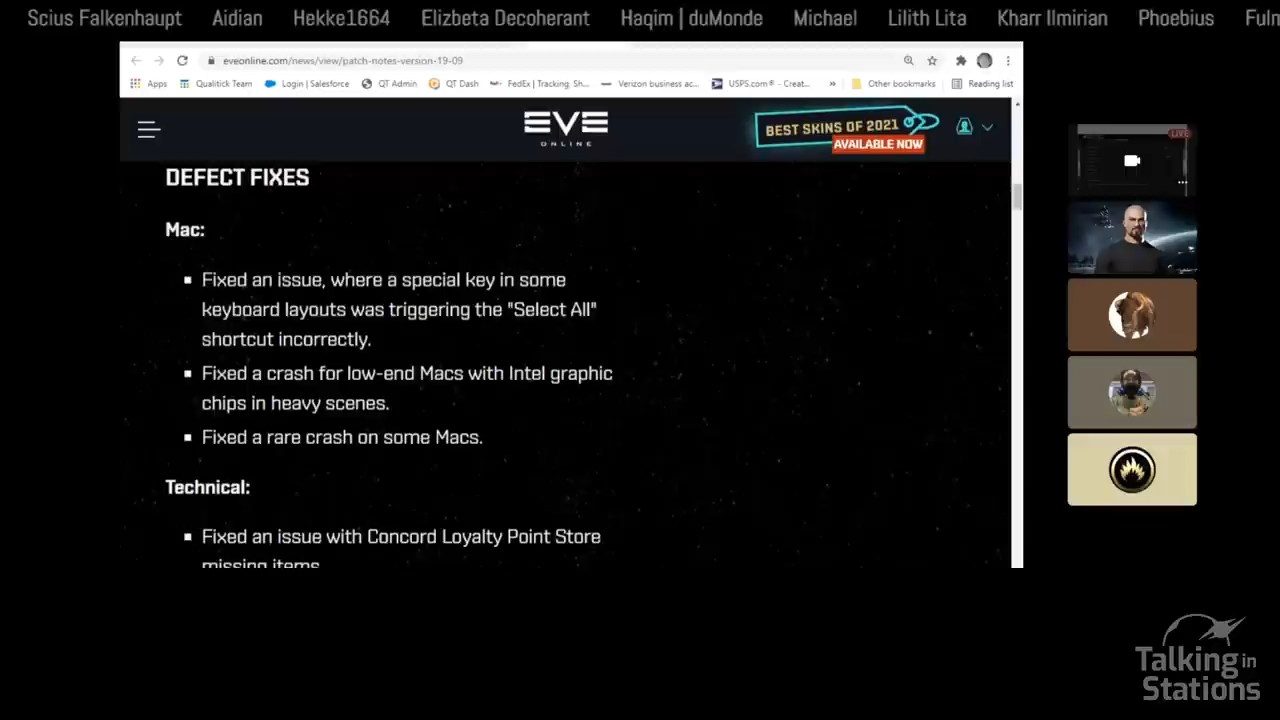 Scius Falkenhaupt Aidian Hekke1664 Elizbeta Decoherant Haqim | duMonde Michael Lilith Lita Kharr Ilmirian Phoebius Fuln
eveonline.com/news/view/patch-notes-version-19-09
Apps Qualitick Team Login | Salesforce QT Admin QT Dash FedEx | Tracking, Sh... Verizon business ac... USPS.com® - Creat... » Other bookmarks Reading list
EVE
ONLINE
BEST SKINS OF 2021
AVAILABLE NOW
LIVE
DEFECT FIXES
Mac:
Fixed an issue, where a special key in some
keyboard layouts was triggering the "Select All"
shortcut incorrectly.
Fixed a crash for low-end Macs with Intel graphic
chips in heavy scenes.
Fixed a rare crash on some Macs.
Technical:
Fixed an issue with Concord Loyalty Point Store
missing items
Talking in
Stations